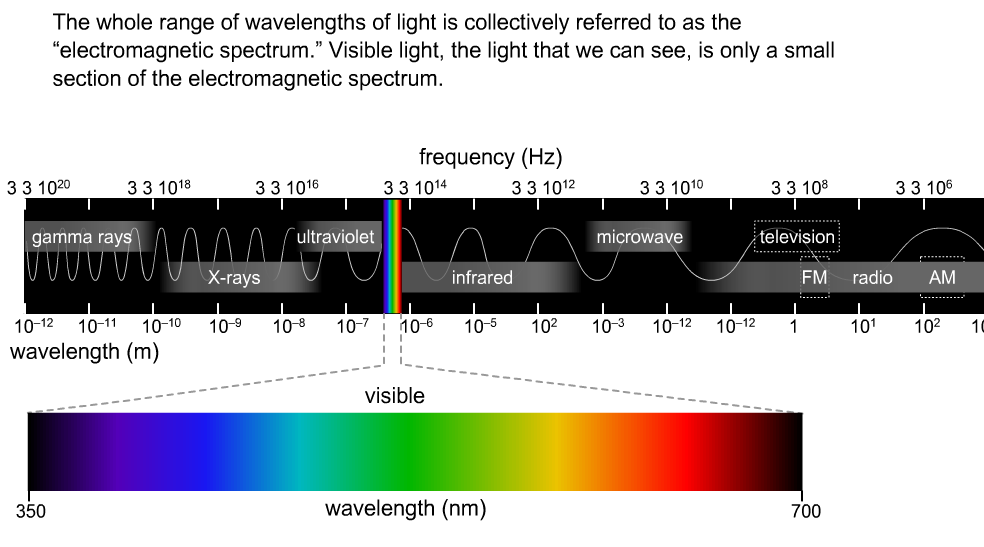 The whole range of wavelengths of light is collectively referred to as the
“electromagnetic spectrum.” Visible light, the light that we can see, is only a small
section of the electromagnetic spectrum.
frequency (Hz)
3 3 10²⁰ 3 3 10¹⁸ 3 3 10¹⁶ 3 3 10¹⁴ 3 3 10¹² 3 3 10¹⁰ 3 3 10⁸ 3 3 10⁶
gamma rays ultraviolet microwave television
X-rays infrared FM radio AM
10⁻¹² 10⁻¹¹ 10⁻¹⁰ 10⁻⁹ 10⁻⁸ 10⁻⁷ 10⁻⁶ 10⁻⁵ 10² 10⁻³ 10⁻¹² 10⁻¹² 1 10¹ 10²
wavelength (m)
visible
350 wavelength (nm) 700